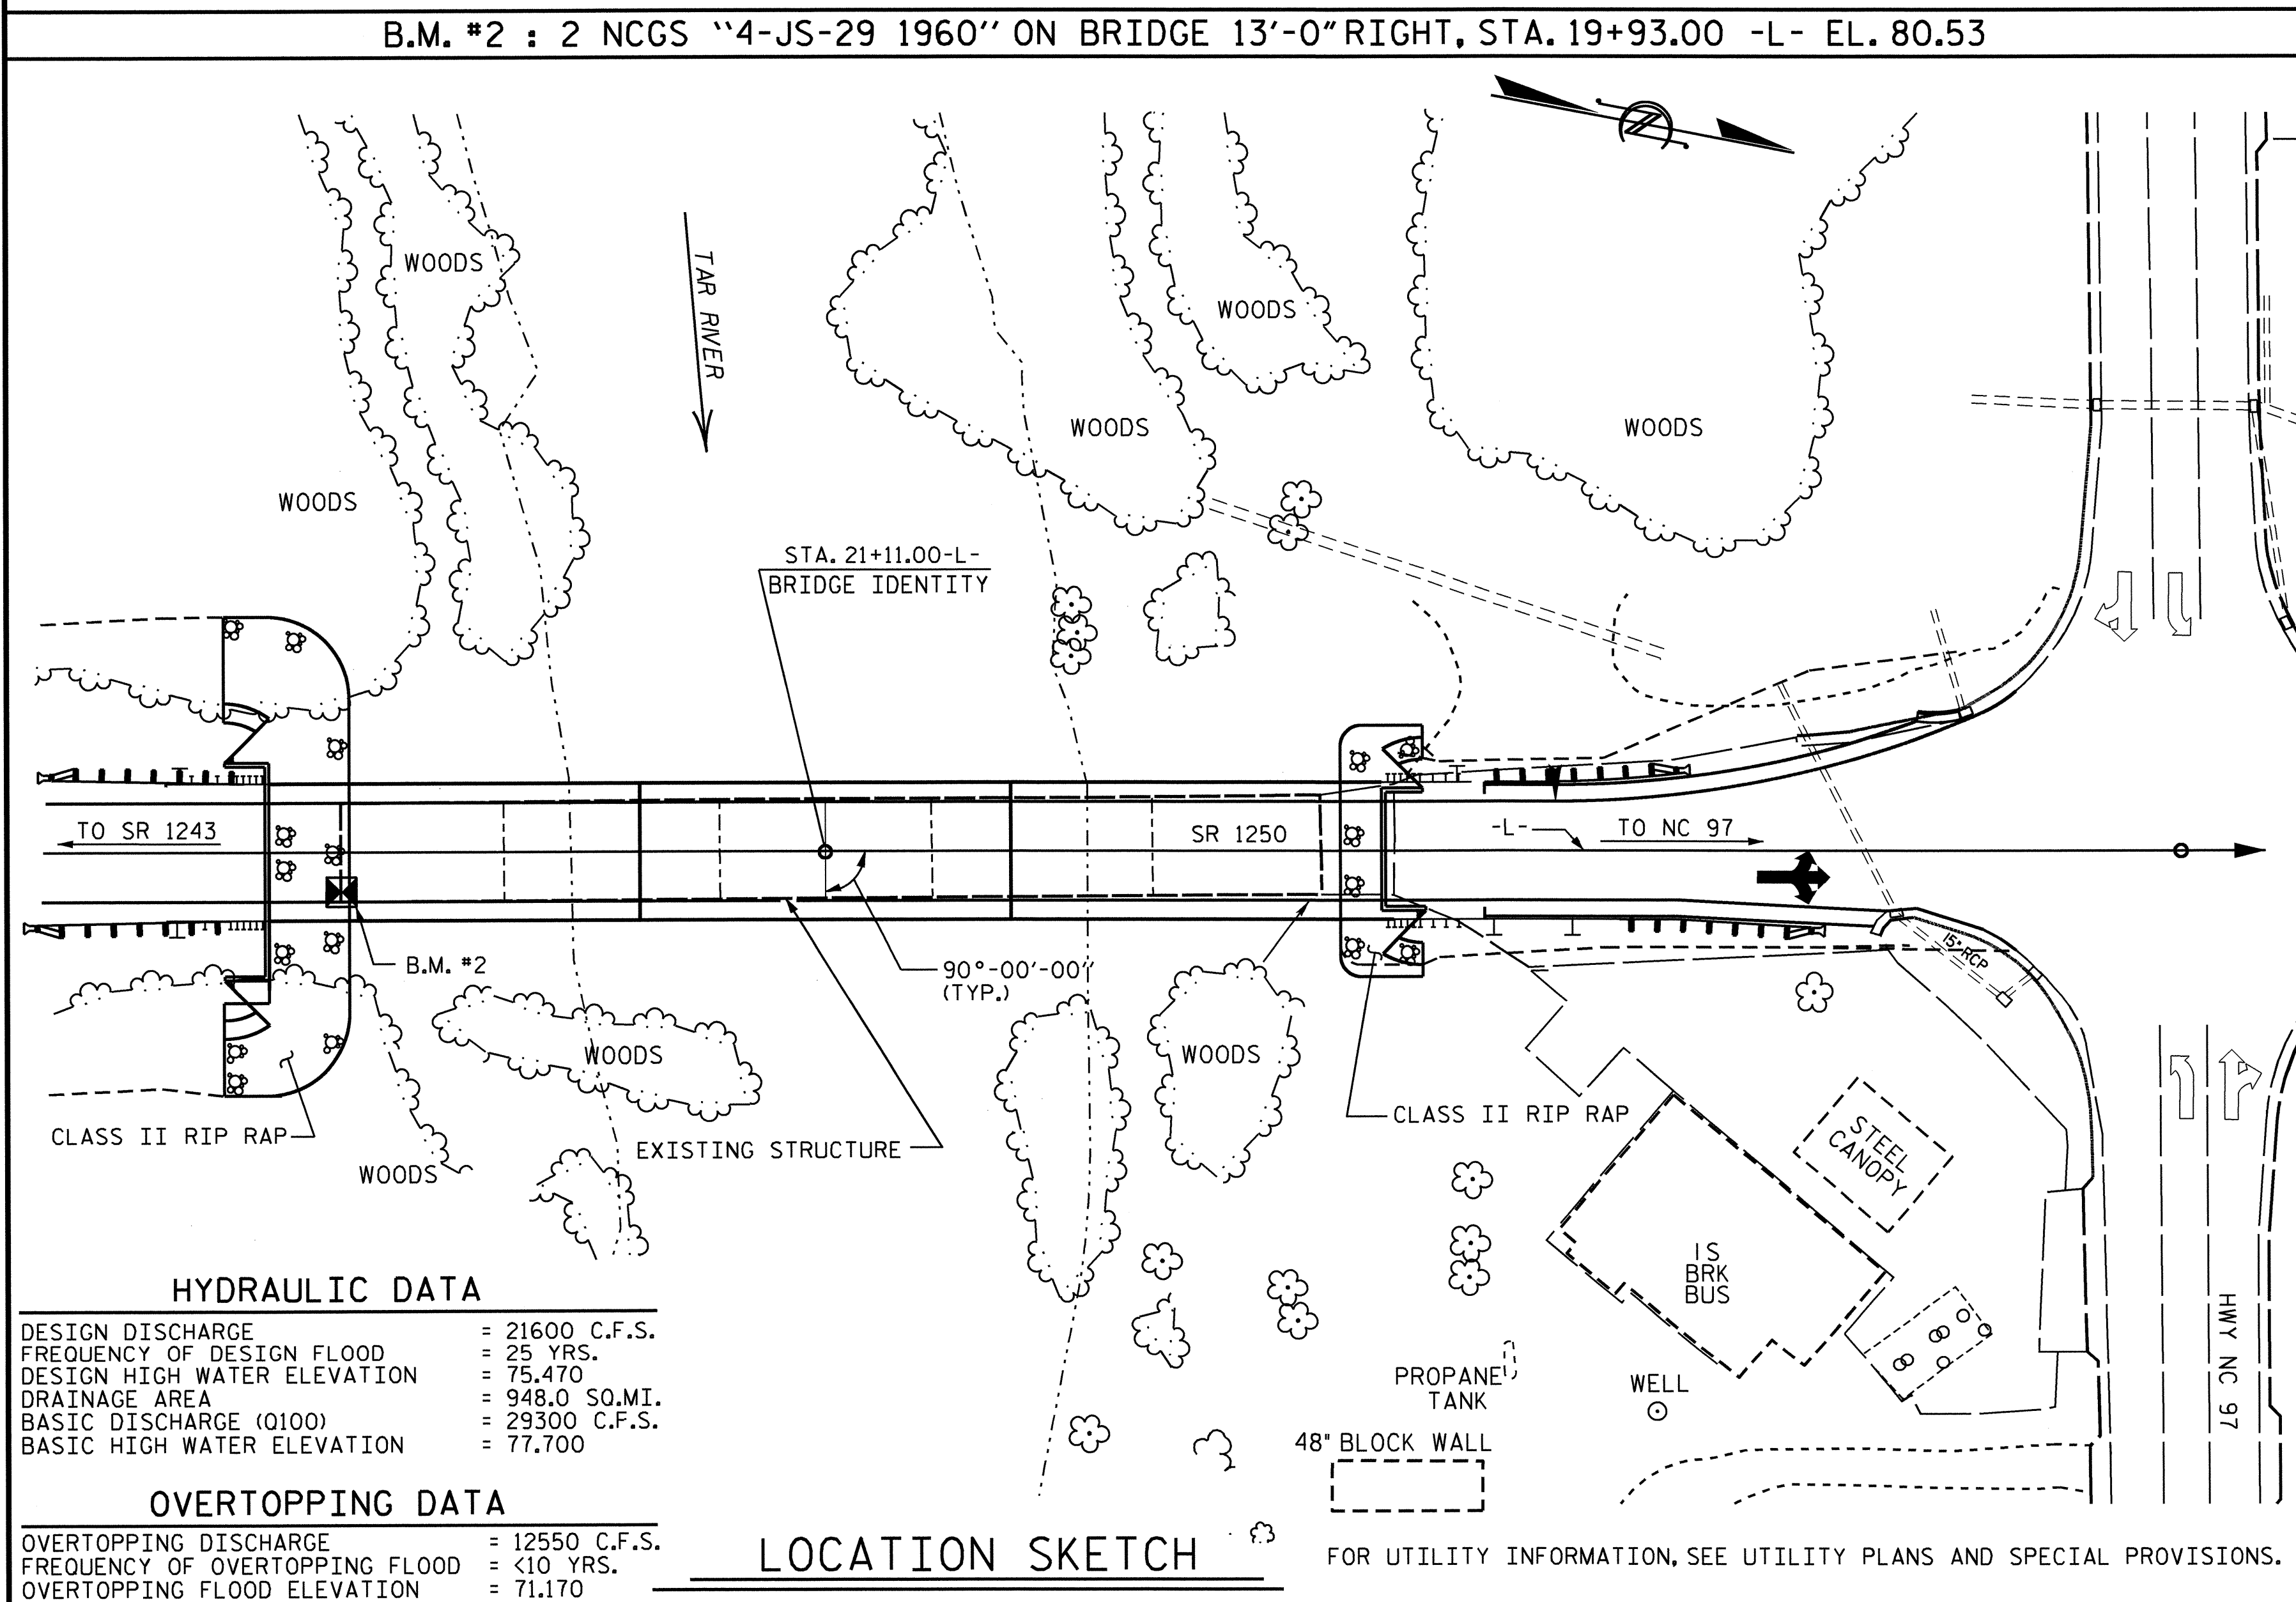 B.M. #2 : 2 NCGS ‘‘4-JS-29 1960’’ ON BRIDGE 13'-0" RIGHT, STA. 19+93.00 -L- EL. 80.53
WOODS
TAR RIVER
WOODS
WOODS
WOODS
WOODS
STA. 21+11.00-L-
BRIDGE IDENTITY
TO SR 1243
SR 1250
-L-
TO NC 97
B.M. #2
90°-00'-00"
(TYP.)
15" RCP
WOODS
WOODS
CLASS II RIP RAP
WOODS
EXISTING STRUCTURE
CLASS II RIP RAP
STEEL
CANOPY
1S
BRK
BUS
HWY NC 97
PROPANE
TANK
WELL
48" BLOCK WALL
HYDRAULIC DATA
DESIGN DISCHARGE = 21600 C.F.S.
FREQUENCY OF DESIGN FLOOD = 25 YRS.
DESIGN HIGH WATER ELEVATION = 75.470
DRAINAGE AREA = 948.0 SQ.MI.
BASIC DISCHARGE (Q100) = 29300 C.F.S.
BASIC HIGH WATER ELEVATION = 77.700
OVERTOPPING DATA
OVERTOPPING DISCHARGE = 12550 C.F.S.
FREQUENCY OF OVERTOPPING FLOOD = <10 YRS.
OVERTOPPING FLOOD ELEVATION = 71.170
LOCATION SKETCH
FOR UTILITY INFORMATION, SEE UTILITY PLANS AND SPECIAL PROVISIONS.